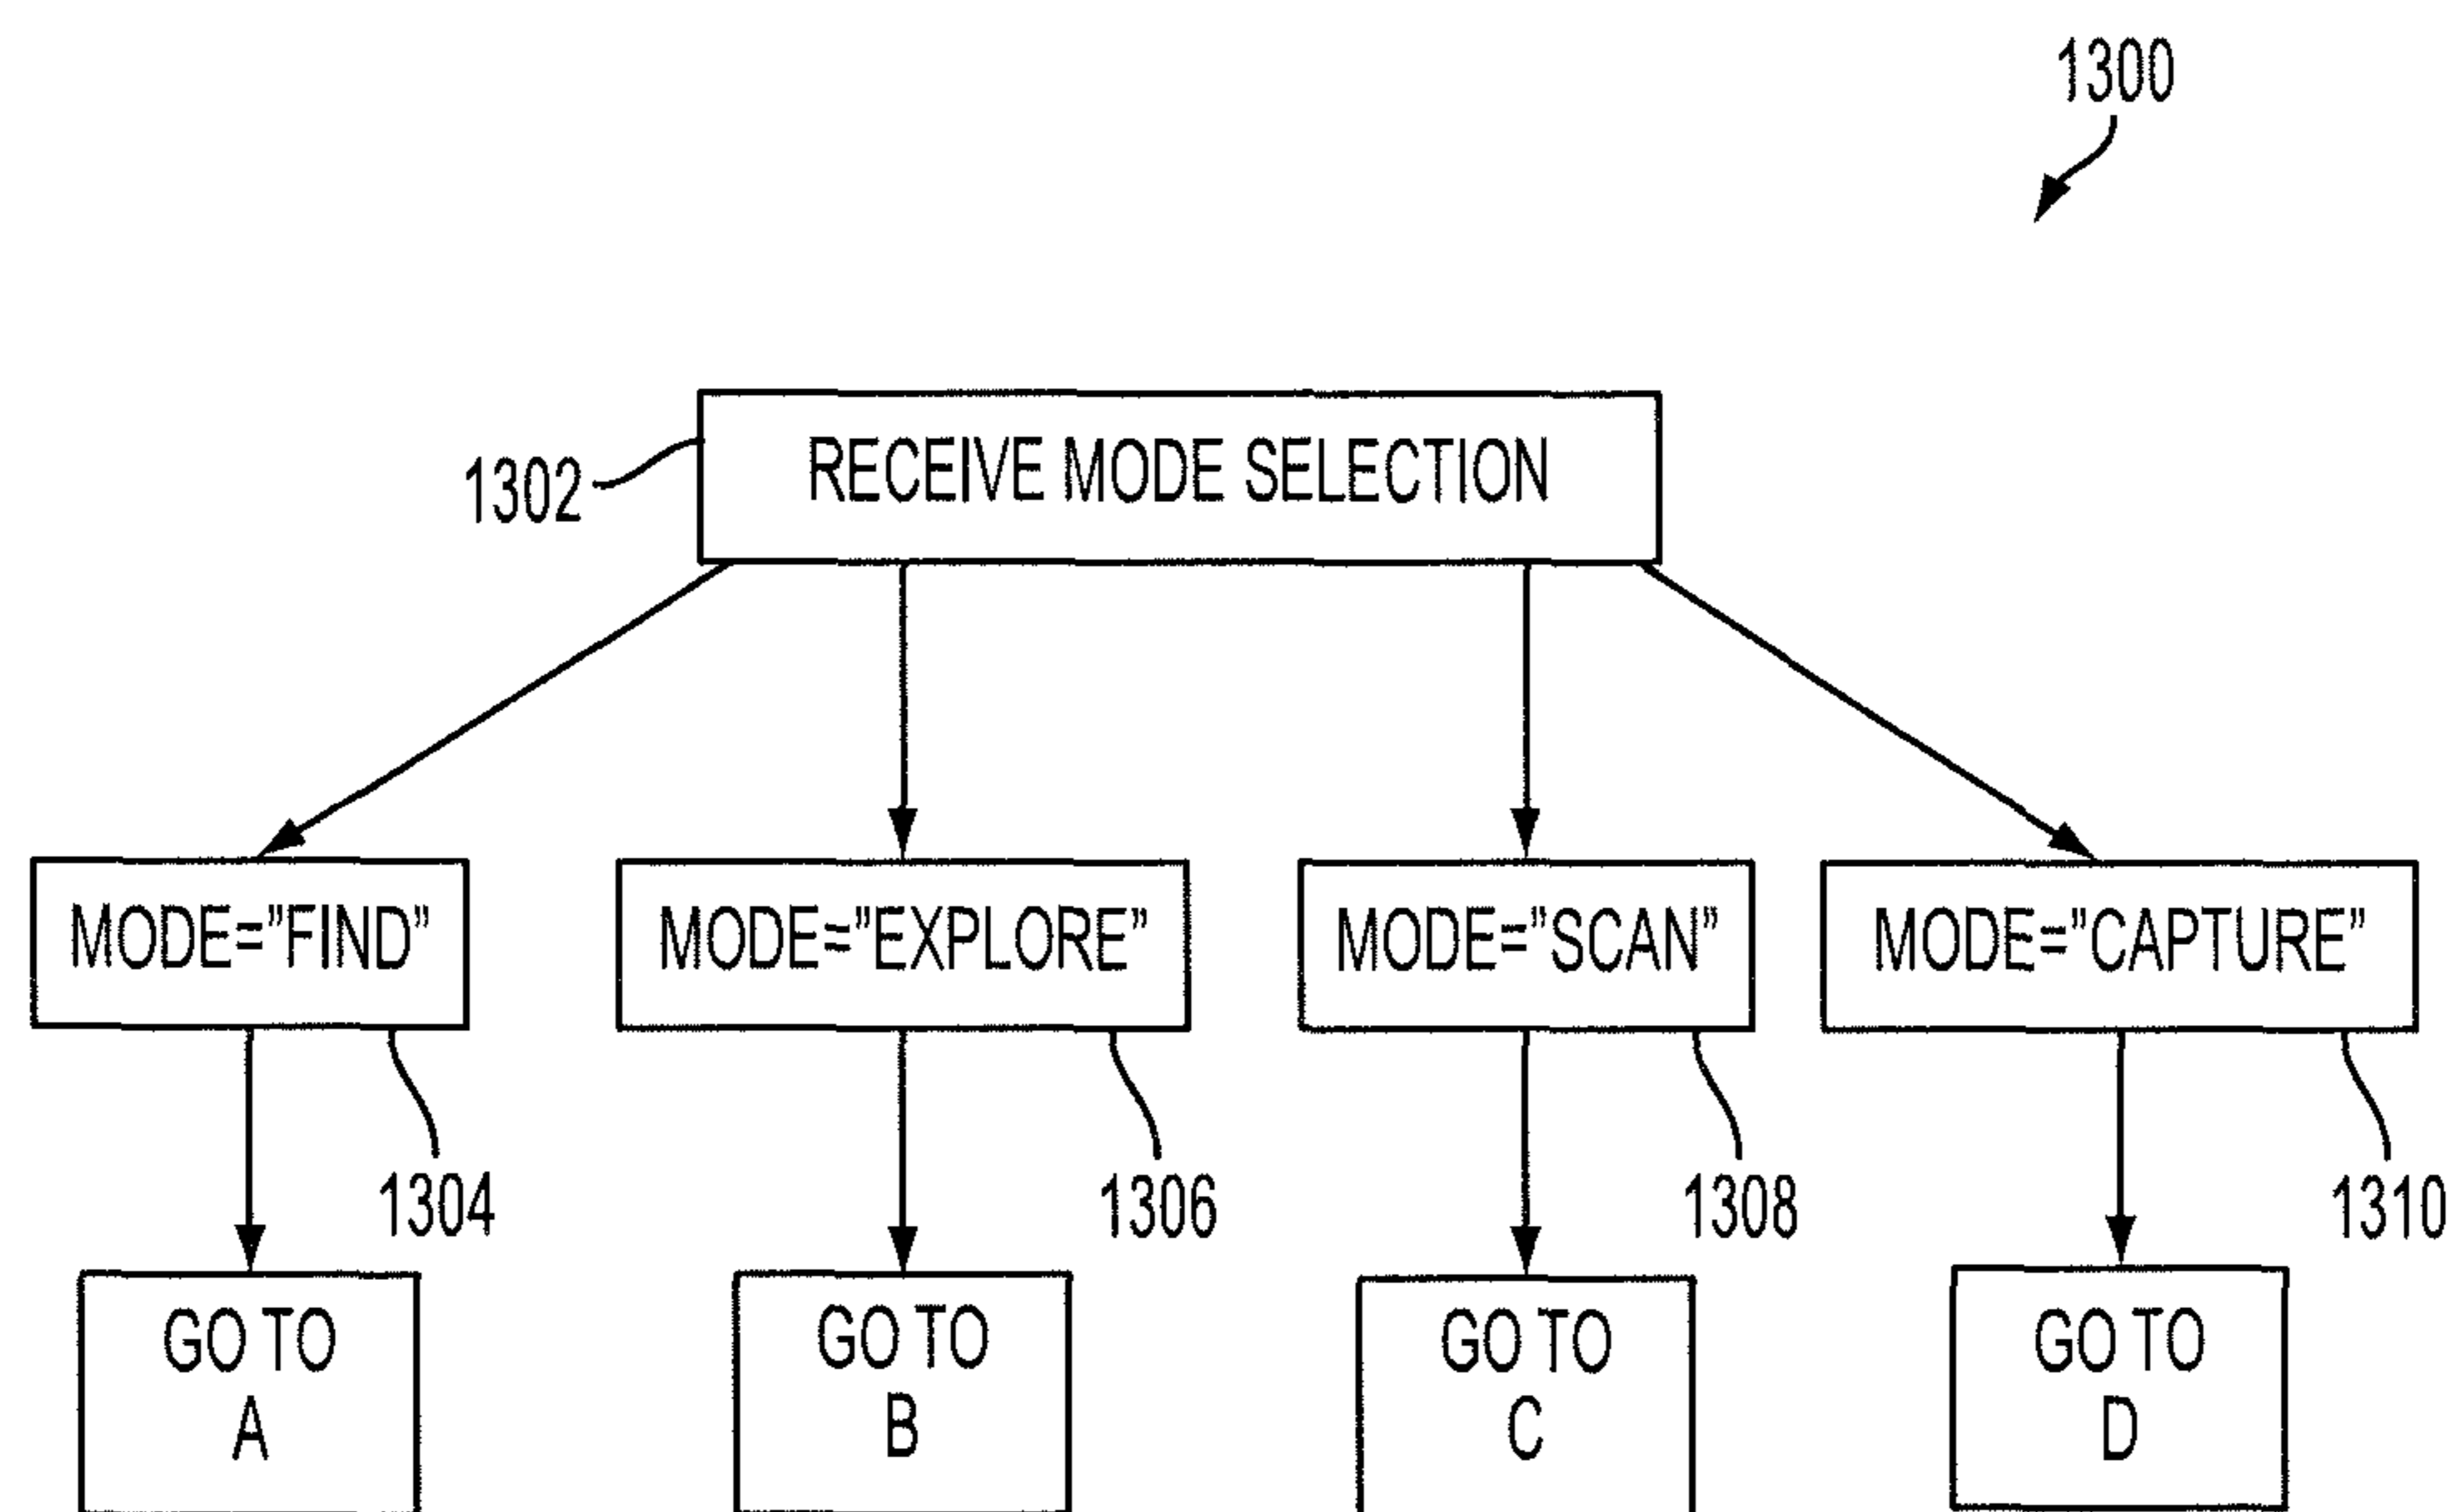 1300
1302
RECEIVE MODE SELECTION
MODE=”FIND”
MODE=”EXPLORE”
MODE=”SCAN”
MODE=”CAPTURE”
1304
1306
1308
1310
GO TO
A
GO TO
B
GO TO
C
GO TO
D